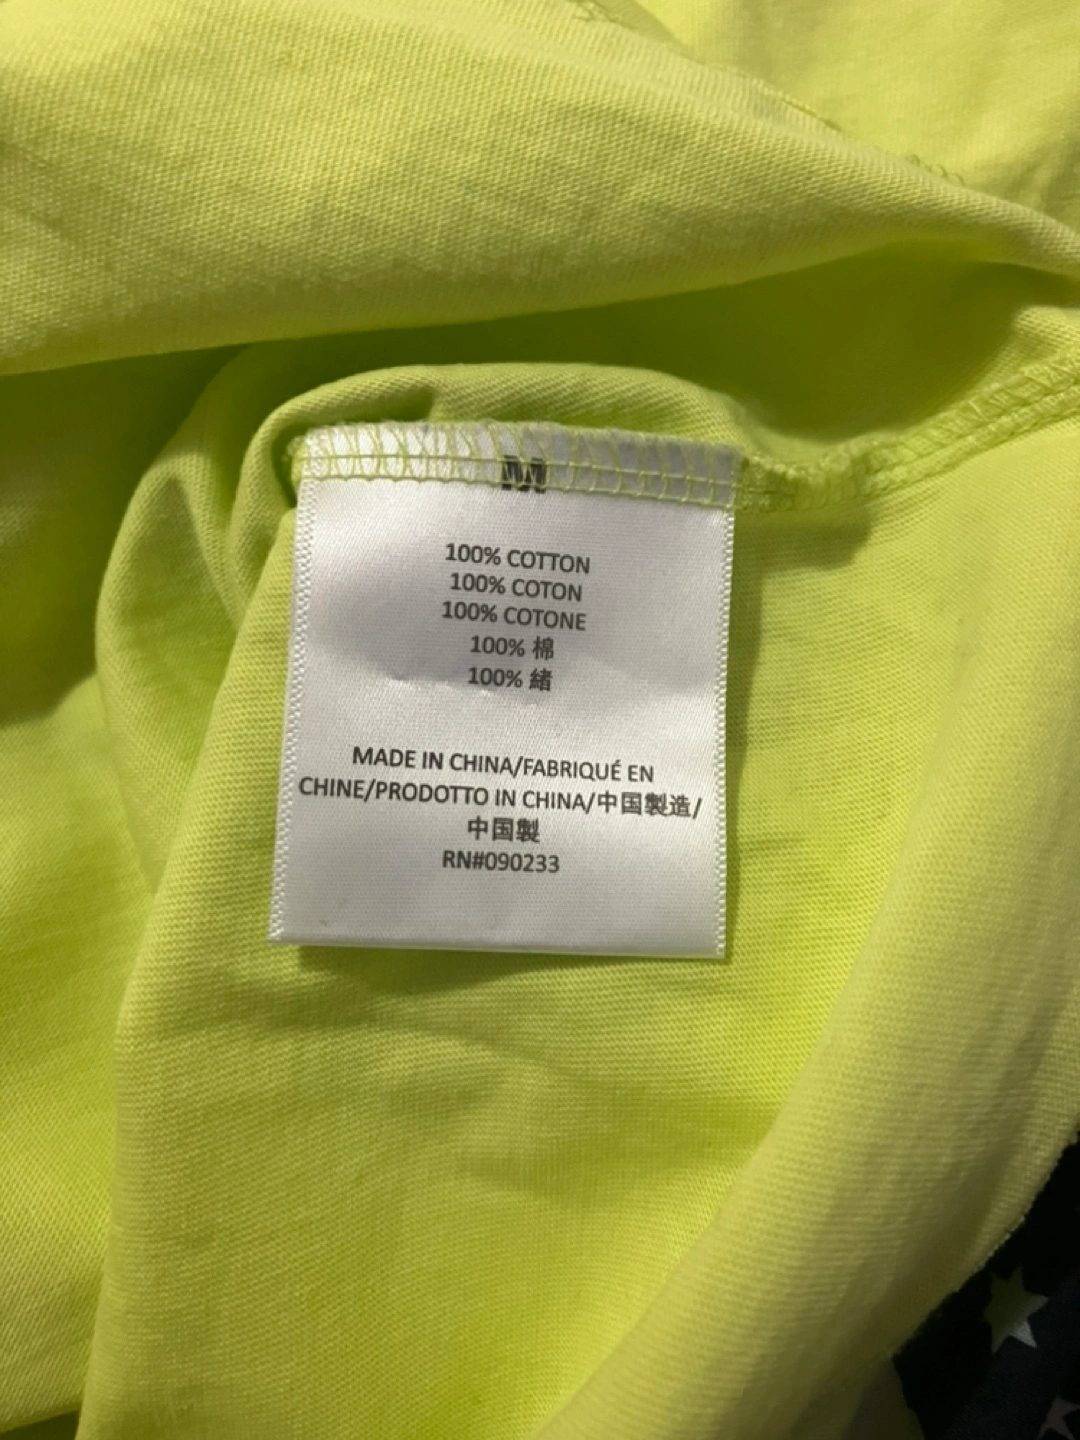 M
100% COTTON
100% COTON
100% COTONE
100% 棉
100% 緒
MADE IN CHINA/FABRIQUÉ EN
CHINE/PRODOTTO IN CHINA/中国製造/
中国製
RN#090233